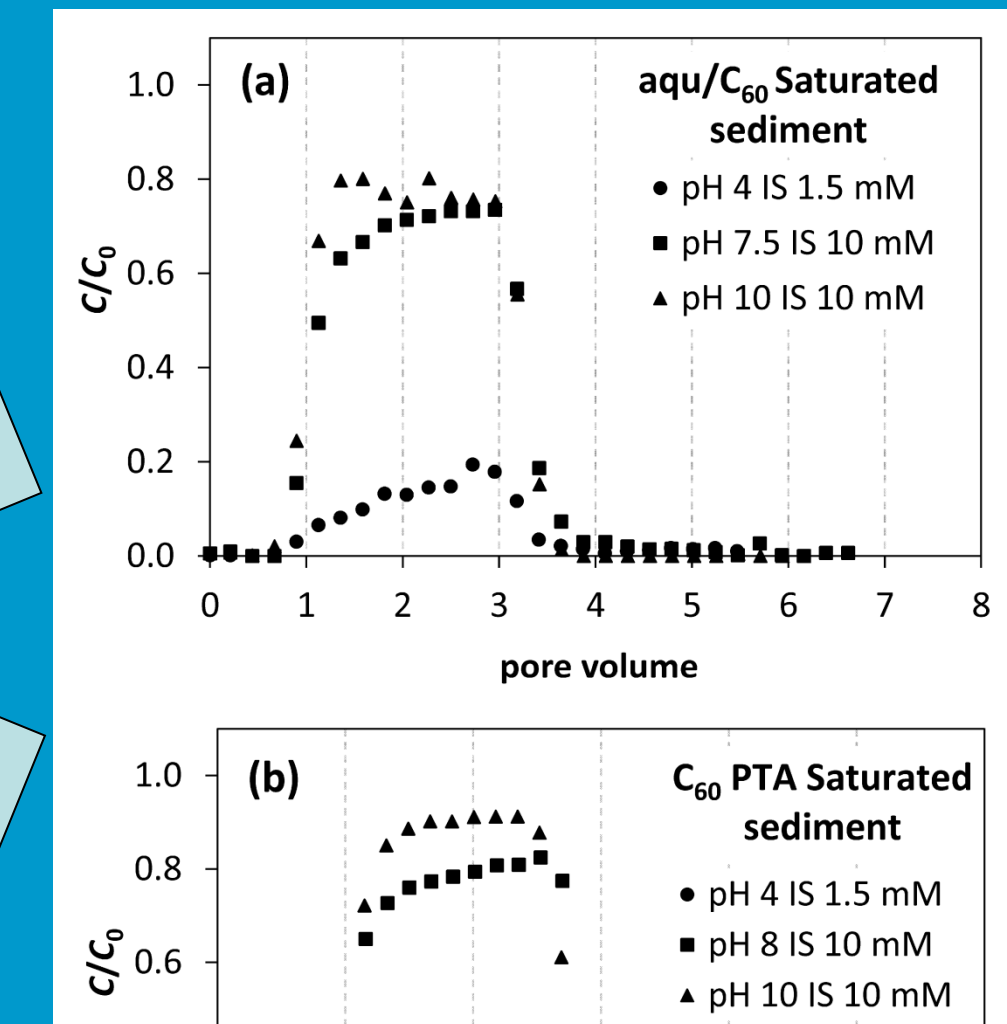 (a)
aqu/C60 Saturated
sediment
pH 4 IS 1.5 mM
pH 7.5 IS 10 mM
pH 10 IS 10 mM
1.0
0.8
0.6
0.4
0.2
0.0
C/C0
0 1 2 3 4 5 6 7 8
pore volume
(b)
C60 PTA Saturated
sediment
pH 4 IS 1.5 mM
pH 8 IS 10 mM
pH 10 IS 10 mM
1.0
0.8
0.6
C/C0